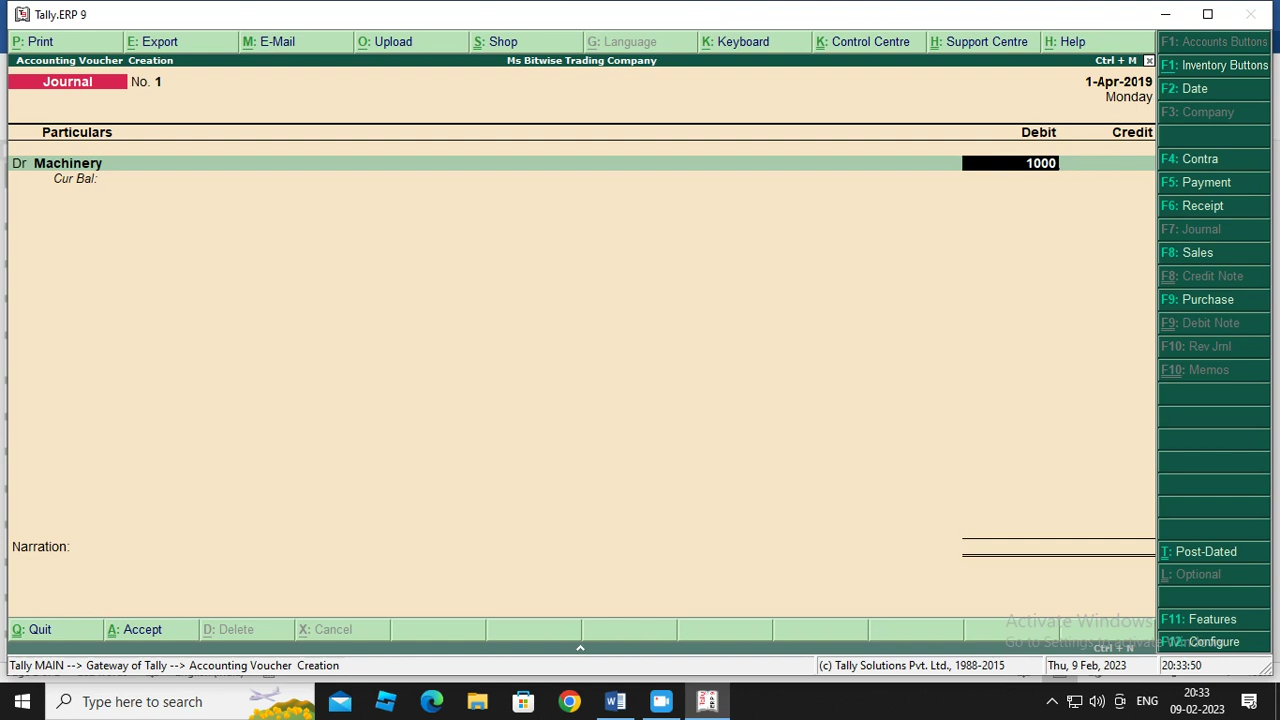 Tally.ERP 9
P: Print E: Export M: E-Mail O: Upload S: Shop G: Language K: Keyboard K: Control Centre H: Support Centre H: Help
Accounting Voucher Creation Ms Bitwise Trading Company Ctrl + M
Journal No. 1 1-Apr-2019
Monday
Particulars Debit Credit
Dr Machinery 1000
Cur Bal:
Narration:
F1: Accounts Buttons
F1: Inventory Buttons
F2: Date
F3: Company
F4: Contra
F5: Payment
F6: Receipt
F7: Journal
F8: Sales
F8: Credit Note
F9: Purchase
F9: Debit Note
F10: Rev Jrnl
F10: Memos
T: Post-Dated
L: Optional
F11: Features
F12: Configure
Activate Windows
Go to Settings to activate Windows.
Q: Quit A: Accept D: Delete X: Cancel
Ctrl + N
Tally MAIN --> Gateway of Tally --> Accounting Voucher Creation (c) Tally Solutions Pvt. Ltd., 1988-2015 Thu, 9 Feb, 2023 20:33:50
Type here to search ENG 20:33
09-02-2023